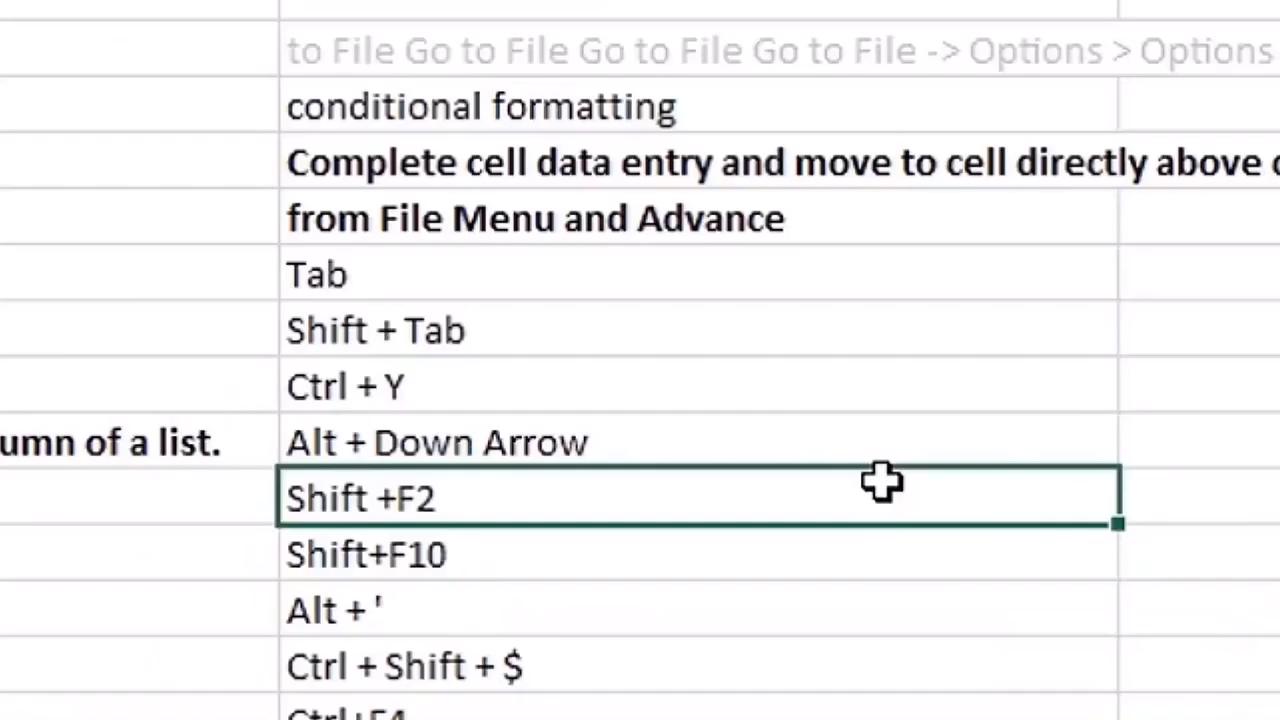 to File Go to File Go to File Go to File -> Options > Options
conditional formatting
Complete cell data entry and move to cell directly above
from File Menu and Advance
Tab
Shift + Tab
Ctrl + Y
umn of a list. Alt + Down Arrow
Shift +F2
Shift+F10
Alt + '
Ctrl + Shift + $
Ctrl+F4